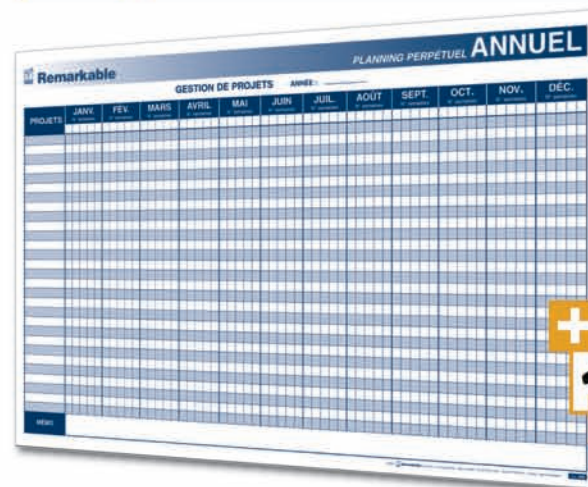 PLANNING PERPÉTUEL ANNUEL
Remarkable
GESTION DE PROJETS ANNÉE :
PROJETS JANV. FÉV. MARS AVRIL MAI JUIN JUIL. AOÛT SEPT. OCT. NOV. DÉC.
MÉMO
Remarkable